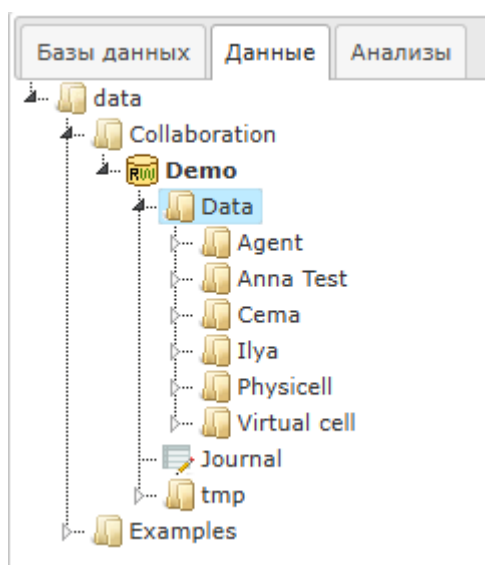 Базы данных Данные Анализы
data
Collaboration
RW Demo
Data
Agent
Anna Test
Cema
Ilya
Physicell
Virtual cell
Journal
tmp
Examples